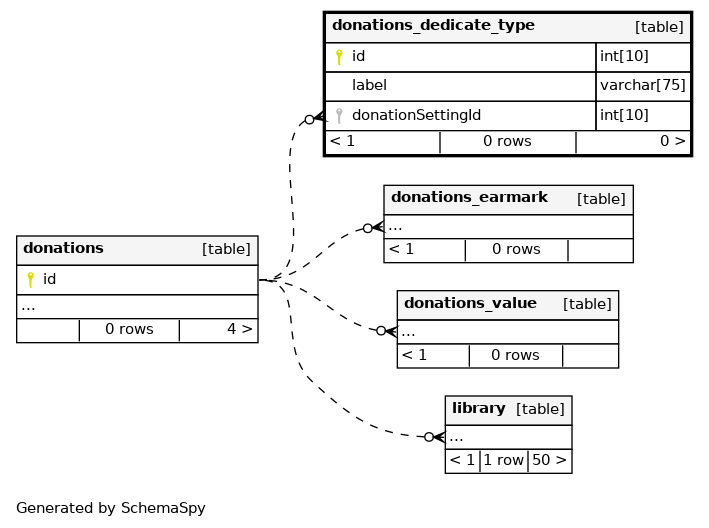 donations_dedicate_type [table]
id int[10]
label varchar[75]
donationSettingId int[10]
< 1 0 rows 0 >
donations_earmark [table]
...
< 1 0 rows
donations [table]
id
...
0 rows 4 >
donations_value [table]
...
< 1 0 rows
library [table]
...
< 1 1 row 50 >
Generated by SchemaSpy